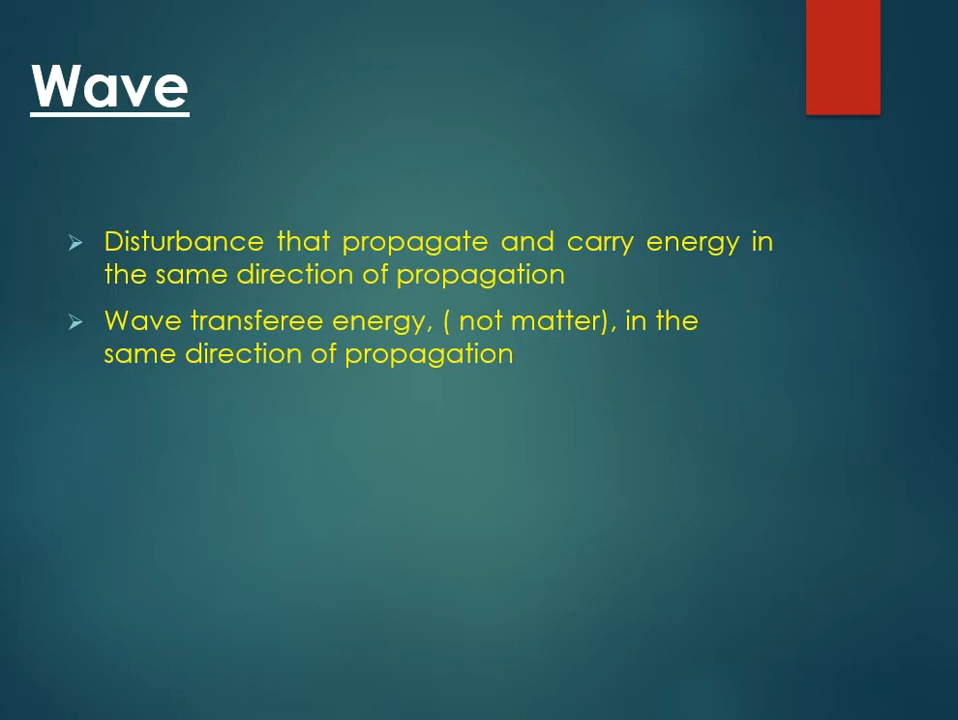 Wave
Disturbance that propagate and carry energy in
the same direction of propagation
Wave transferee energy, ( not matter), in the
same direction of propagation